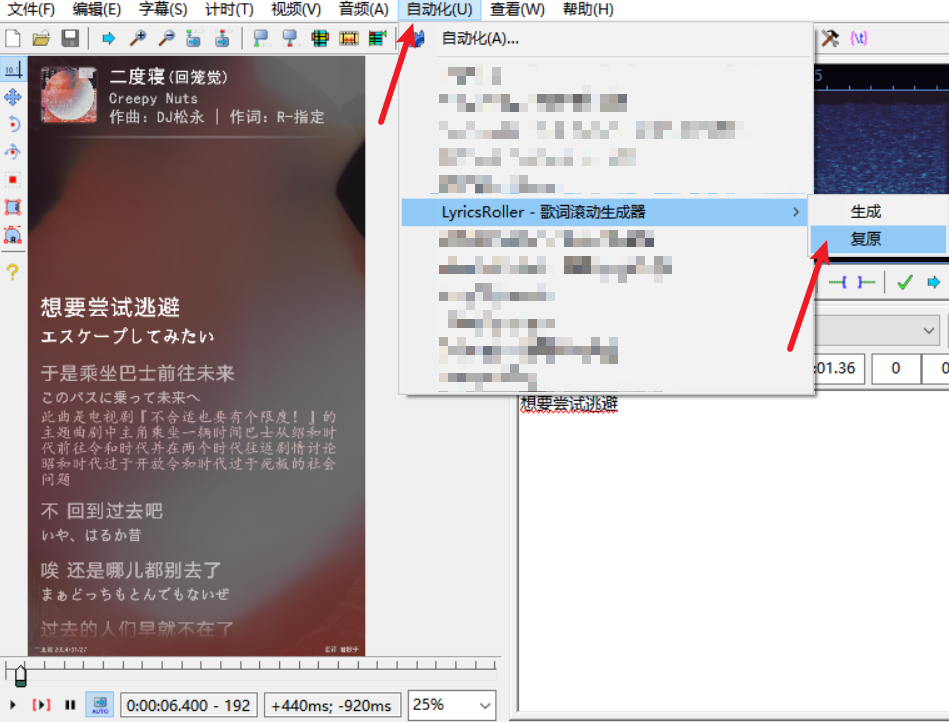 文件(F) 编辑(E) 字幕(S) 计时(T) 视频(V) 音频(A) 自动化(U) 查看(W) 帮助(H)
自动化(A)...
{\t}
5
LyricsRoller - 歌词滚动生成器
生成
复原
二度寝(回笼觉)
Creepy Nuts
作曲：DJ松永 | 作词：R-指定
想要尝试逃避
エスケープしてみたい
于是乘坐巴士前往未来
このバスに乗って未来へ
此曲是电视剧『不合适也要有个限度！』的
主题曲剧中主角乘坐一辆时间巴士从昭和时
代前往令和时代并在两个时代往返剧情讨论
昭和时代过于开放令和时代过于死板的社会
问题
不 回到过去吧
いや、はるか昔
唉 还是哪儿都别去了
まぁどっちもとんでもないぜ
过去的人们早就不在了
:01.36 0 0
想要尝试逃避
AUTO
0:00:06.400 - 192
+440ms; -920ms
25%